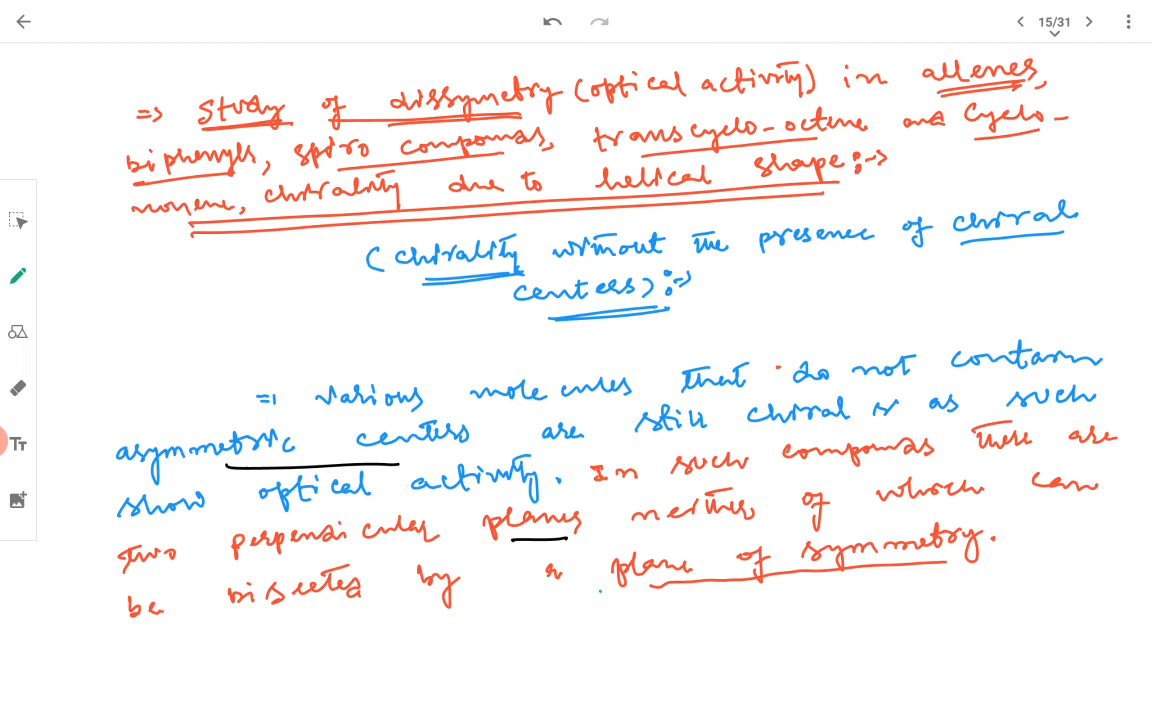 15/31
=> Study of dissymetry (optical activity) in allenes,
biphenyls, spiro compounds, trans cyclo-octene and cyclo-
nonene, chirality due to helical shape :->
(chirality without the presence of chiral
centers) :->
=> Various molecules that do not contain
asymmetric centers are still chiral & as such
show optical activity. In such compounds there are
two perpendicular planes neither of which can
be bisected by a plane of symmetry.
Tт